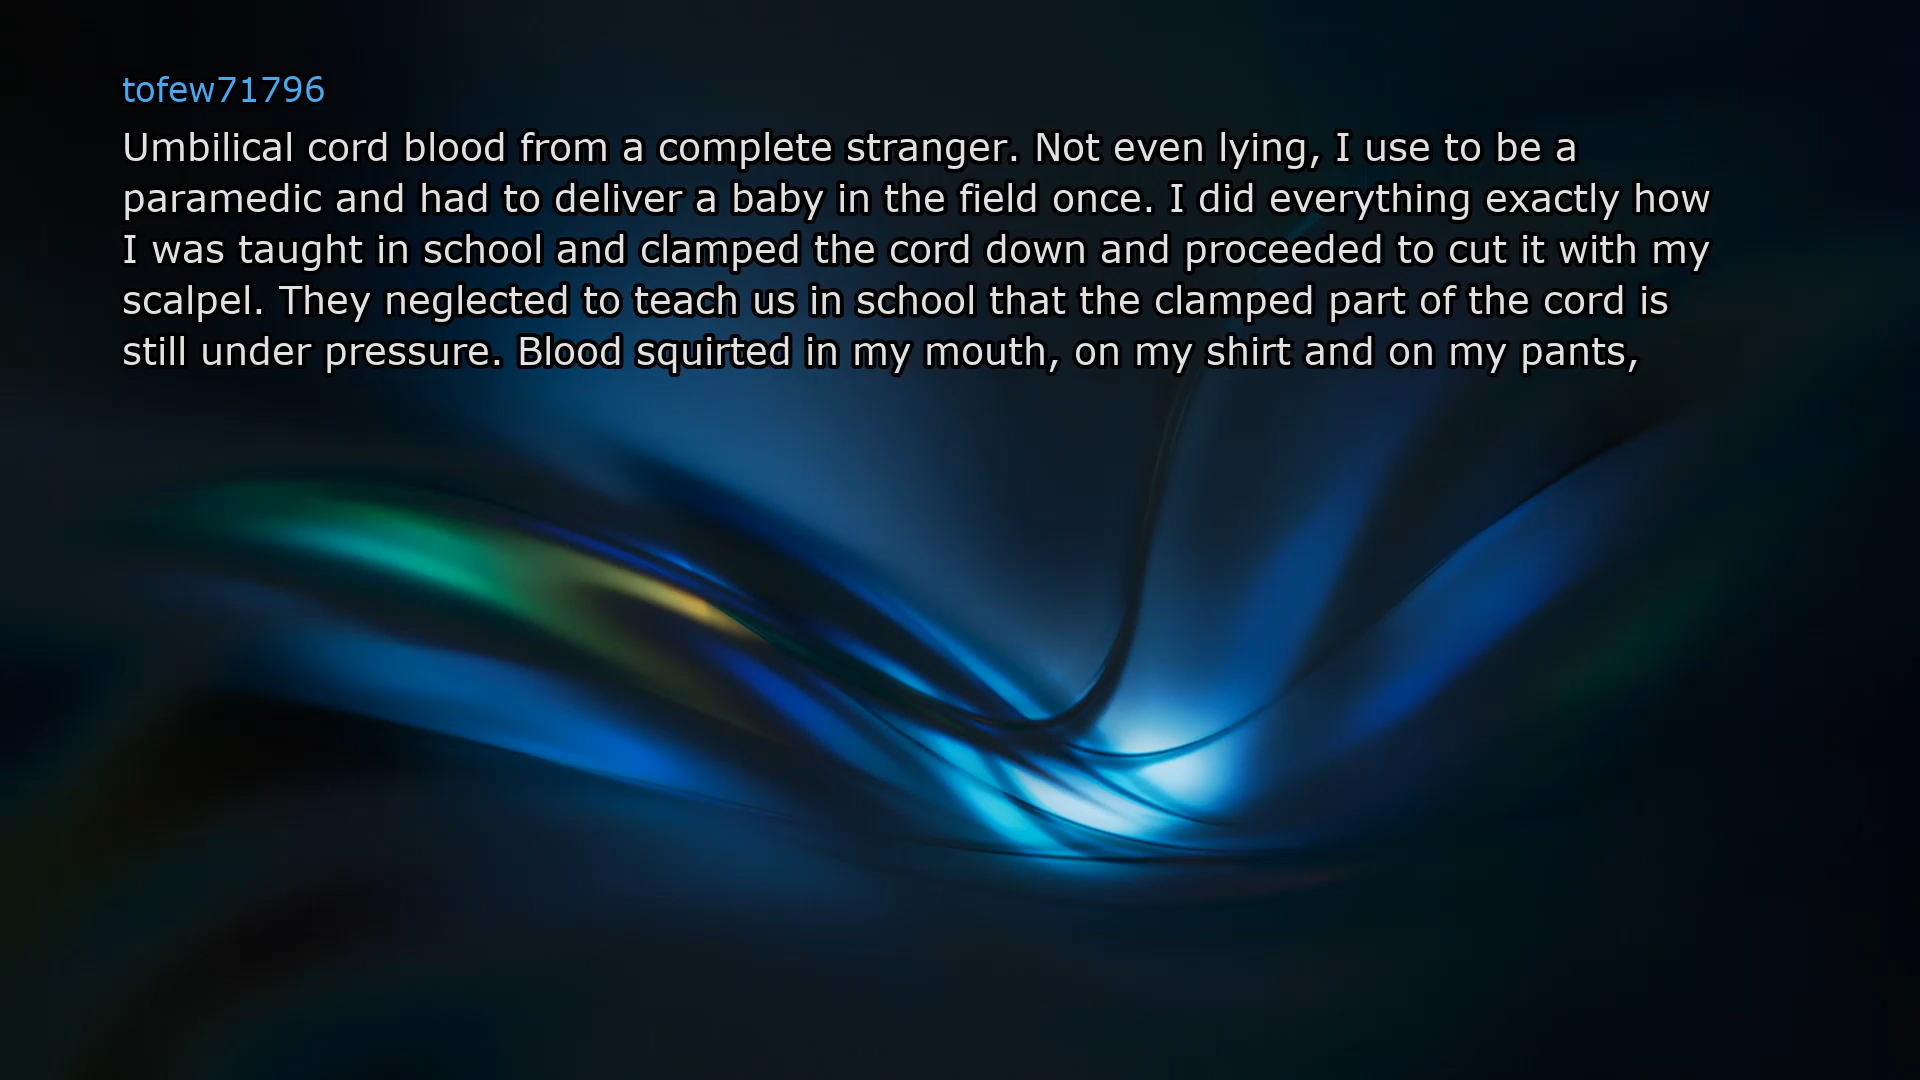 tofew71796
Umbilical cord blood from a complete stranger. Not even lying, I use to be a
paramedic and had to deliver a baby in the field once. I did everything exactly how
I was taught in school and clamped the cord down and proceeded to cut it with my
scalpel. They neglected to teach us in school that the clamped part of the cord is
still under pressure. Blood squirted in my mouth, on my shirt and on my pants,